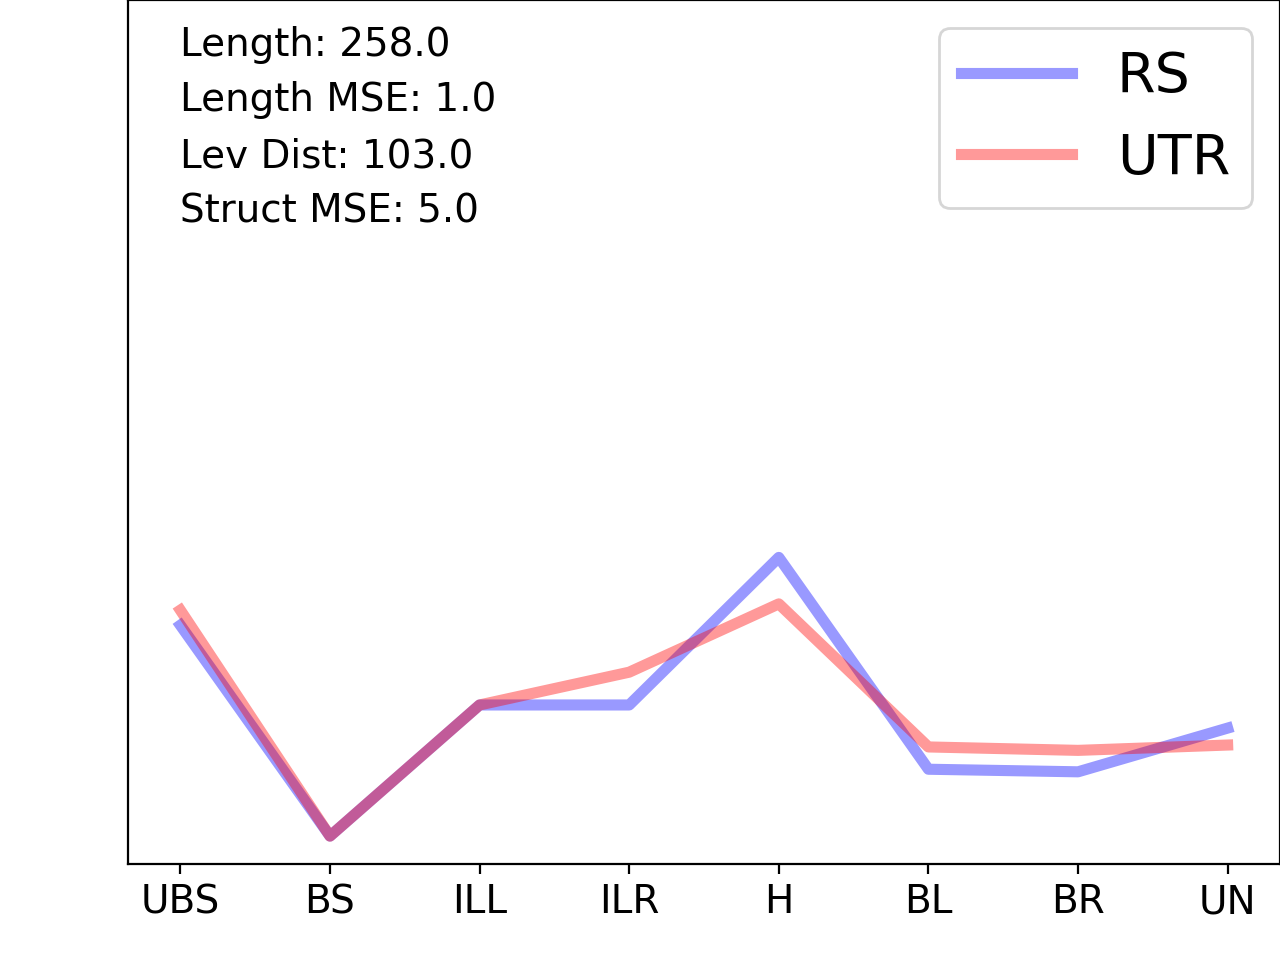 Length: 258.0
Length MSE: 1.0
Lev Dist: 103.0
Struct MSE: 5.0
RS
UTR
UBS BS ILL ILR H BL BR UN